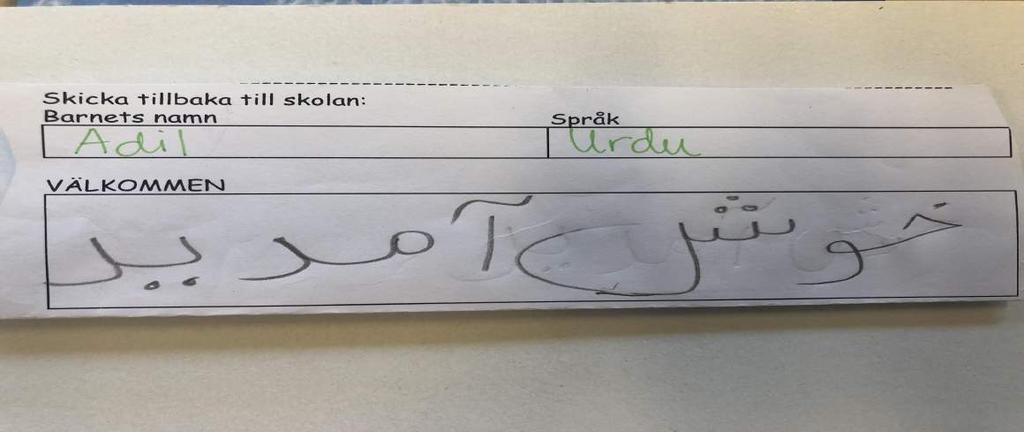 Skicka tillbaka till skolan:
Barnets namn Språk
Adil Urdu
VÄLKOMMEN
خوش آمدید